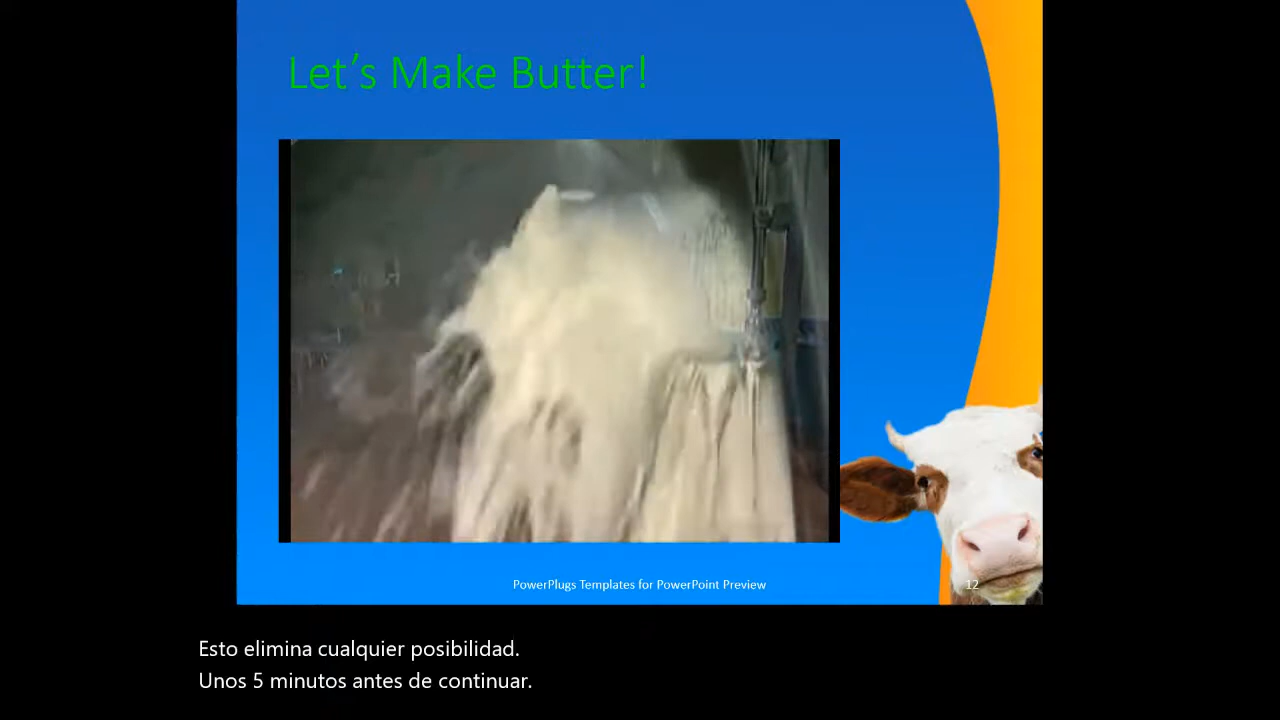 Let’s Make Butter!
PowerPlugs Templates for PowerPoint Preview
12
Esto elimina cualquier posibilidad.
Unos 5 minutos antes de continuar.